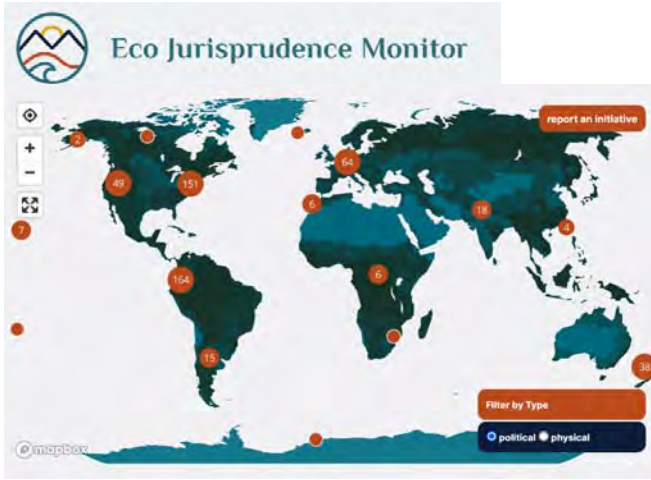 Eco Jurisprudence Monitor
report an initiative
2
+
−
49
151
64
6
18
4
7
164
6
15
38
Filter by Type
political physical
mapbox